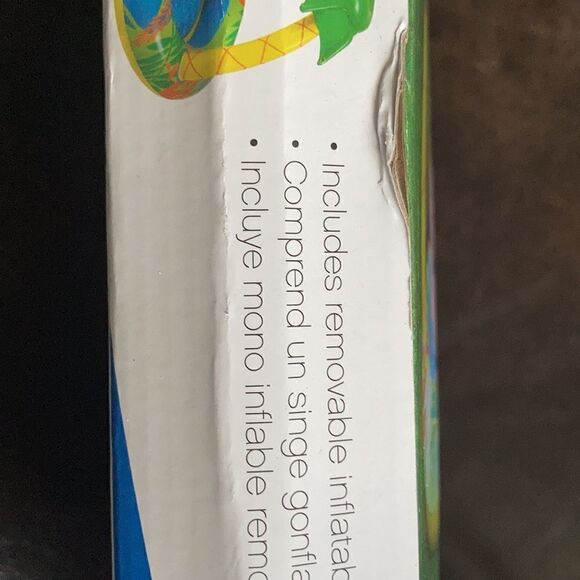 • Includes removable inflatab
• Comprend un singe gonfla
• Incluye mono inflable remo